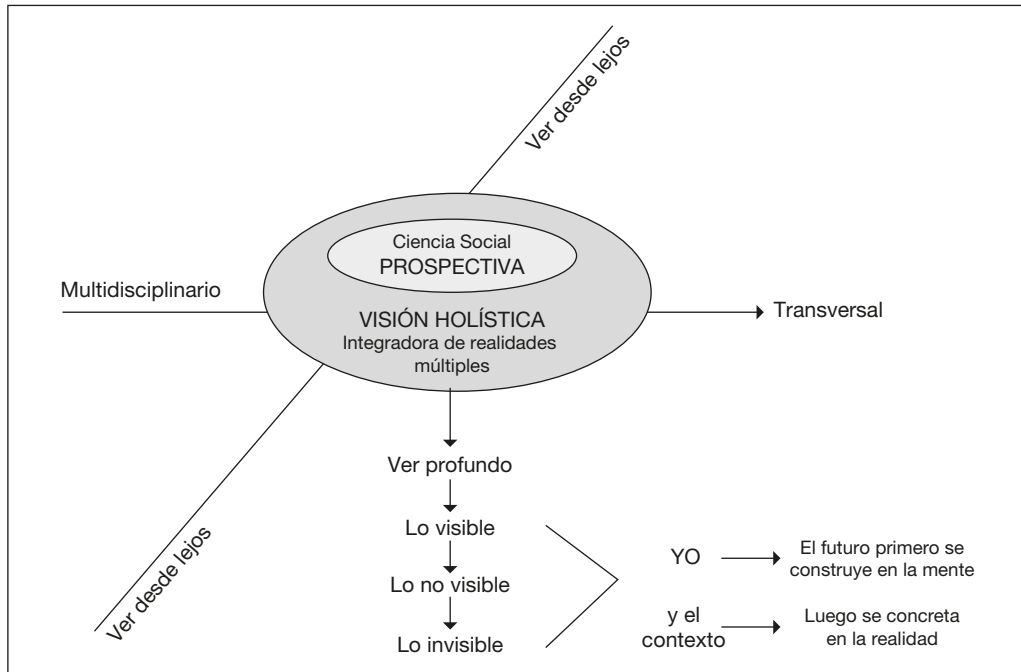 Ver desde lejos
Ciencia Social
PROSPECTIVA
Multidisciplinario
VISIÓN HOLÍSTICA
Integradora de realidades
múltiples
Transversal
Ver profundo
Ver desde lejos
Lo visible
Lo no visible
Lo invisible
YO
El futuro primero se
construye en la mente
y el
contexto
Luego se concreta
en la realidad